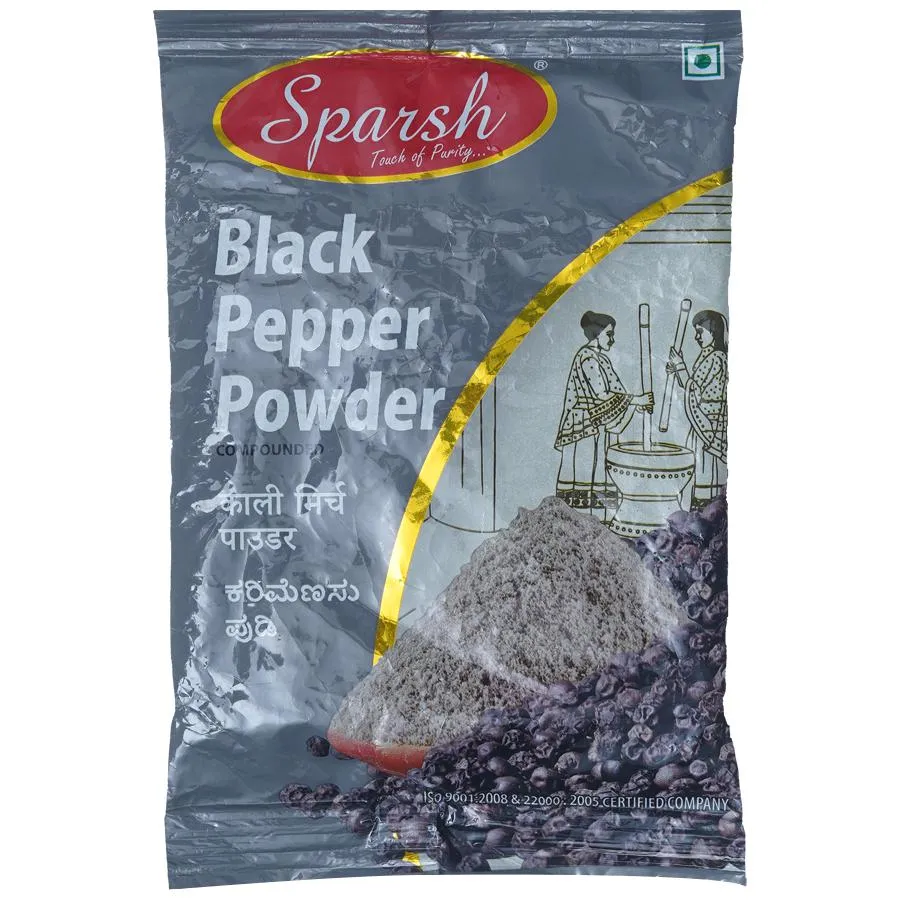 Sparsh ®
Touch of Purity...
Black
Pepper
Powder
COMPOUNDED
काली मिर्च
पाउडर
ಕರಿಮೆಣಸು
ಪುಡಿ
ISO 9001:2008 & 22000 : 2005 CERTIFIED COMPANY